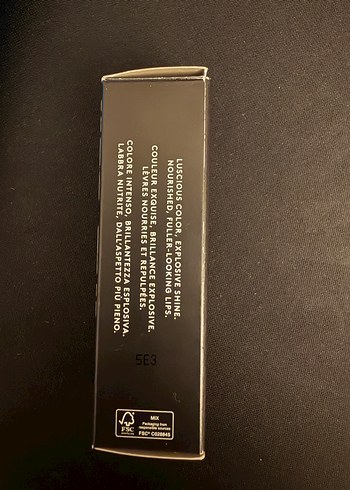 LUSCIOUS COLOR, EXPLOSIVE SHINE.
NOURISHED, FULLER-LOOKING LIPS.
COULEUR EXQUISE, BRILLANCE EXPLOSIVE.
LÈVRES NOURRIES ET REPULPÉES.
COLORE INTENSO, BRILLANTEZZA ESPLOSIVA.
LABBRA NUTRITE, DALL'ASPETTO PIÙ PIENO.
5E3
FSC
MIX
Packaging from
responsible sources
FSC® C028845